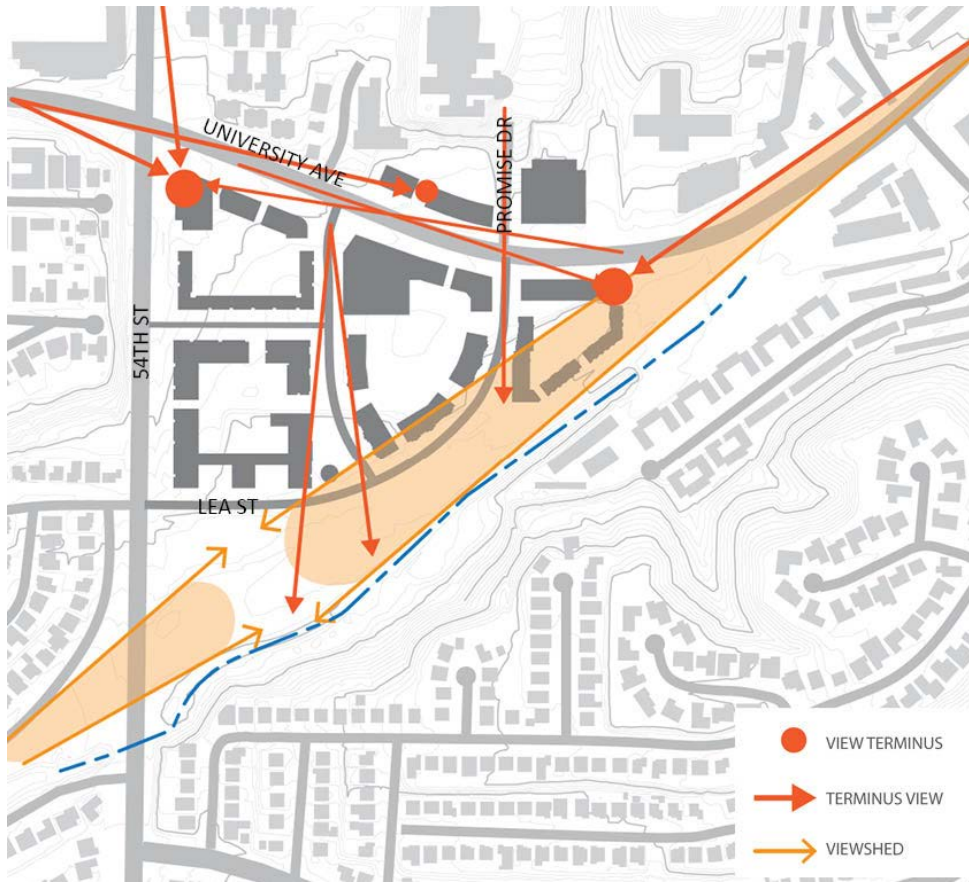 UNIVERSITY AVE
PROMISE DR
54TH ST
LEA ST
VIEW TERMINUS
TERMINUS VIEW
VIEWSHED